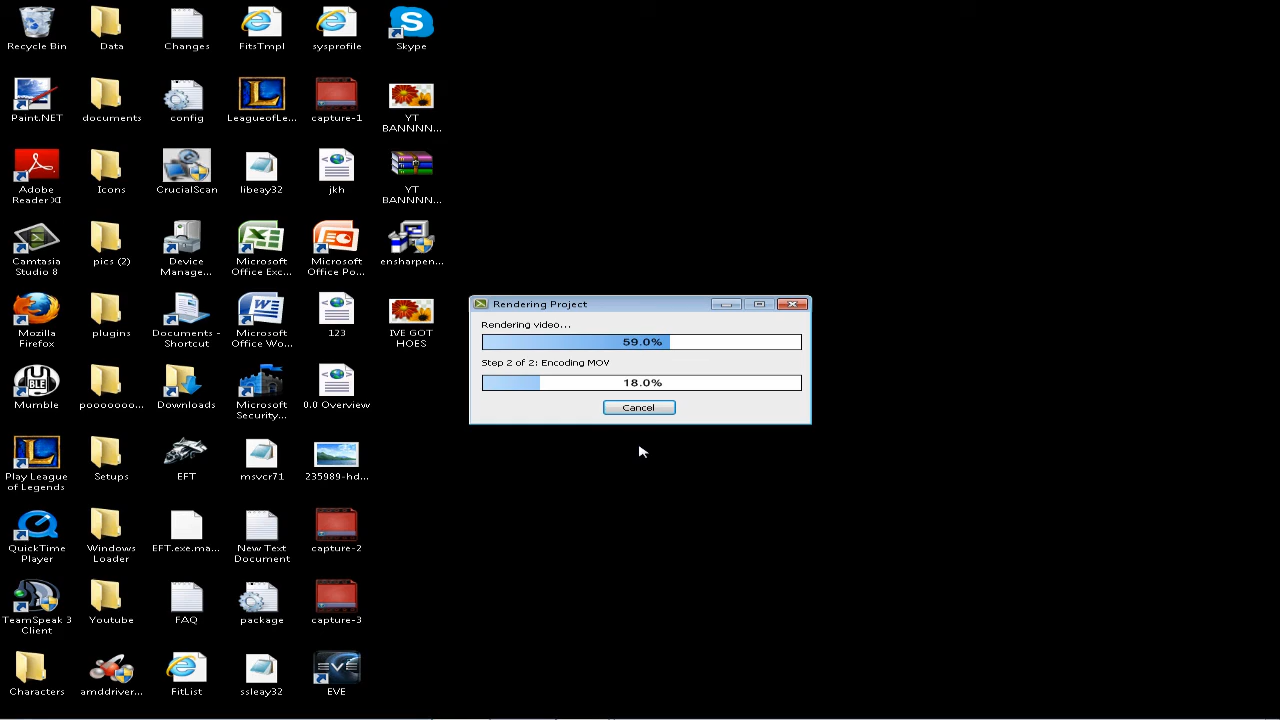 Recycle Bin
Data
Changes
FitsTmpl
sysprofile
Skype
Paint.NET
documents
config
LeagueofLe...
capture-1
YT
BANNNN...
Adobe
Reader XI
Icons
CrucialScan
libeay32
jkh
YT
BANNNN...
Camtasia
Studio 8
pics (2)
Device
Manage...
Microsoft
Office Exc...
Microsoft
Office Po...
ensharpen...
Mozilla
Firefox
plugins
Documents -
Shortcut
Microsoft
Office Wo...
123
IVE GOT
HOES
Rendering Project
Rendering video...
59.0%
Step 2 of 2: Encoding MOV
18.0%
Cancel
Mumble
pooooooo...
Downloads
Microsoft
Security...
0.0 Overview
Play League
of Legends
Setups
EFT
msvcr71
235989-hd...
QuickTime
Player
Windows
Loader
EFT.exe.ma...
New Text
Document
capture-2
TeamSpeak 3
Client
Youtube
FAQ
package
capture-3
Characters
amddriver...
FitList
ssleay32
EVE